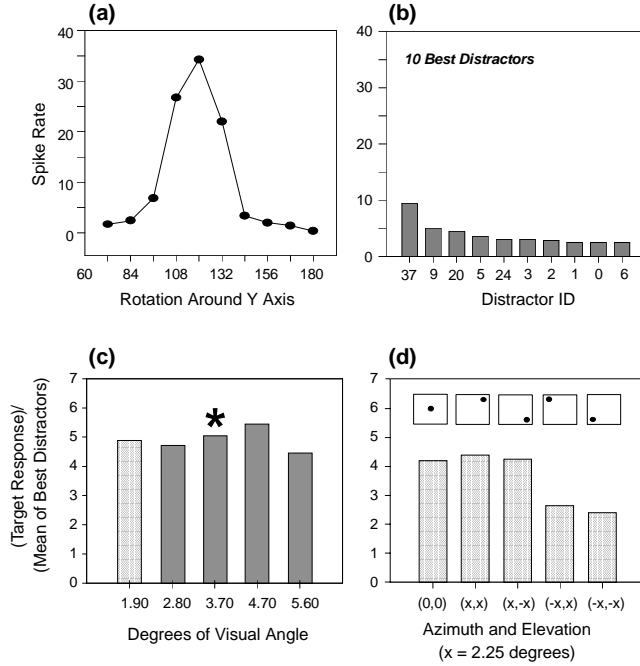 (a)
40
30
20
10
0
Spike Rate
60 84 108 132 156 180
Rotation Around Y Axis
(b)
40
30
20
10
0
10 Best Distractors
37 9 20 5 24 3 2 1 0 6
Distractor ID
(c)
7
6
5
4
3
2
1
0
(Target Response)/
(Mean of Best Distractors)
*
1.90 2.80 3.70 4.70 5.60
Degrees of Visual Angle
(d)
7
6
5
4
3
2
1
0
(0,0) (x,x) (x,-x) (-x,x) (-x,-x)
Azimuth and Elevation
(x = 2.25 degrees)